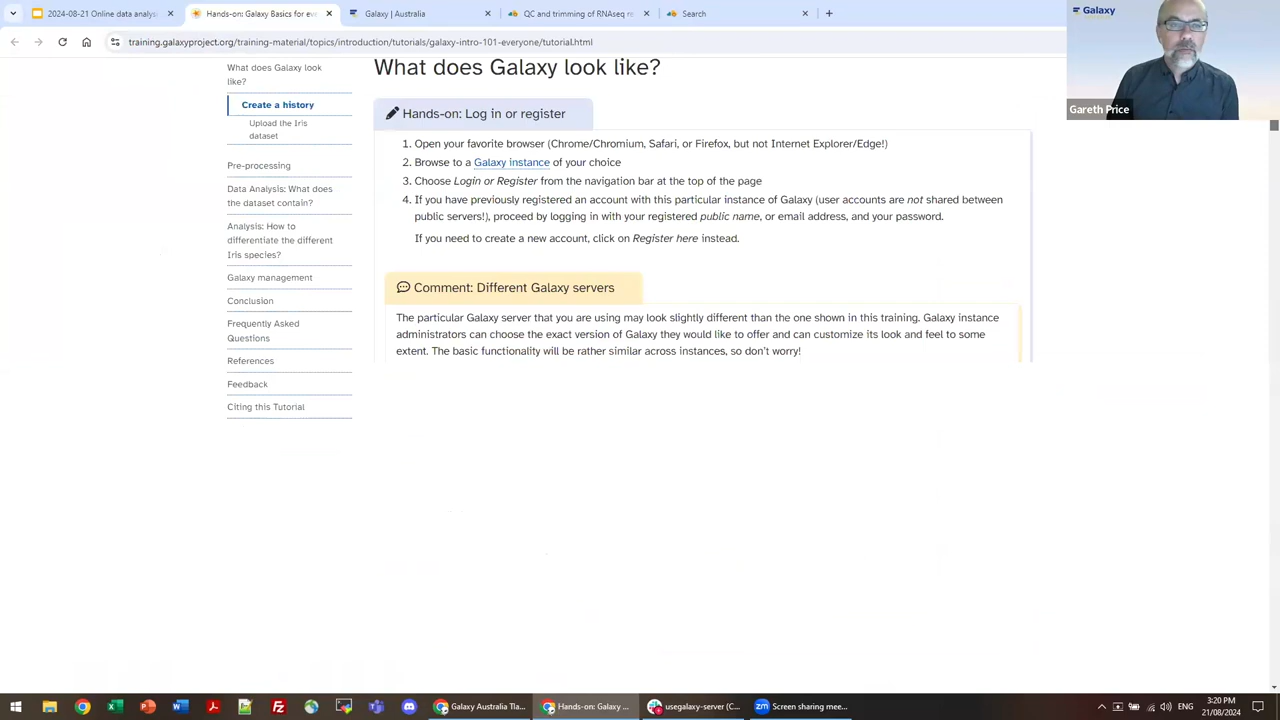 2024-08-21 Online data analysis
Hands-on: Galaxy Basics for eve
Galaxy | Australia
QC and trimming of RNAseq re
Search
training.galaxyproject.org/training-material/topics/introduction/tutorials/galaxy-intro-101-everyone/tutorial.html
Galaxy
Gareth Price
What does Galaxy look
like?
Create a history
Upload the Iris
dataset
Pre-processing
Data Analysis: What does
the dataset contain?
Analysis: How to
differentiate the different
Iris species?
Galaxy management
Conclusion
Frequently Asked
Questions
References
Feedback
Citing this Tutorial
What does Galaxy look like?
Hands-on: Log in or register
1. Open your favorite browser (Chrome/Chromium, Safari, or Firefox, but not Internet Explorer/Edge!)
2. Browse to a Galaxy instance of your choice
3. Choose Login or Register from the navigation bar at the top of the page
4. If you have previously registered an account with this particular instance of Galaxy (user accounts are not shared between
public servers!), proceed by logging in with your registered public name, or email address, and your password.
If you need to create a new account, click on Register here instead.
Comment: Different Galaxy servers
The particular Galaxy server that you are using may look slightly different than the one shown in this training. Galaxy instance
administrators can choose the exact version of Galaxy they would like to offer and can customize its look and feel to some
extent. The basic functionality will be rather similar across instances, so don't worry!
Galaxy Australia Tla...
Hands-on: Galaxy ...
usegalaxy-server (C...
Screen sharing mee...
ENG
3:20 PM
21/08/2024